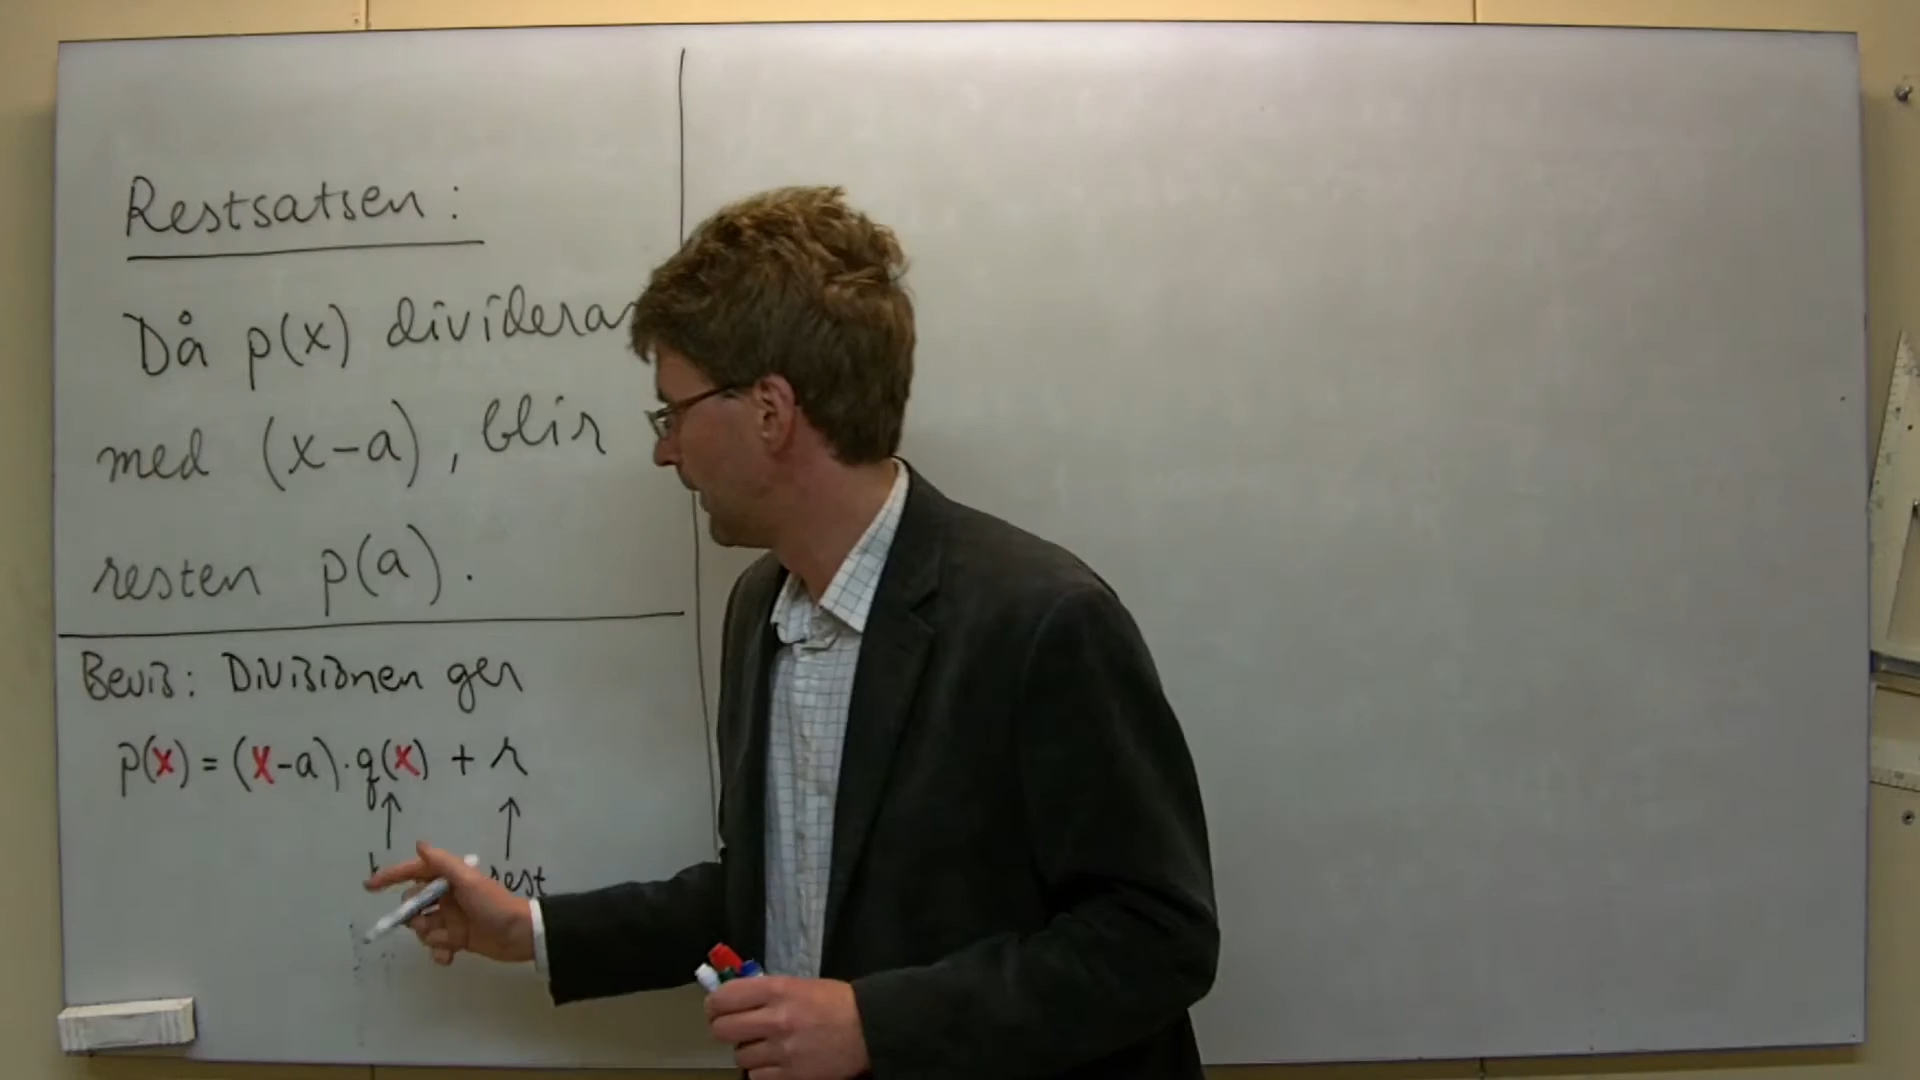 Restsatsen:
Då p(x) divideras
med (x-a), blir
resten p(a).
Bevis: Divisionen ger
p(x) = (x-a)·q(x) + r
↑ ↑
rest